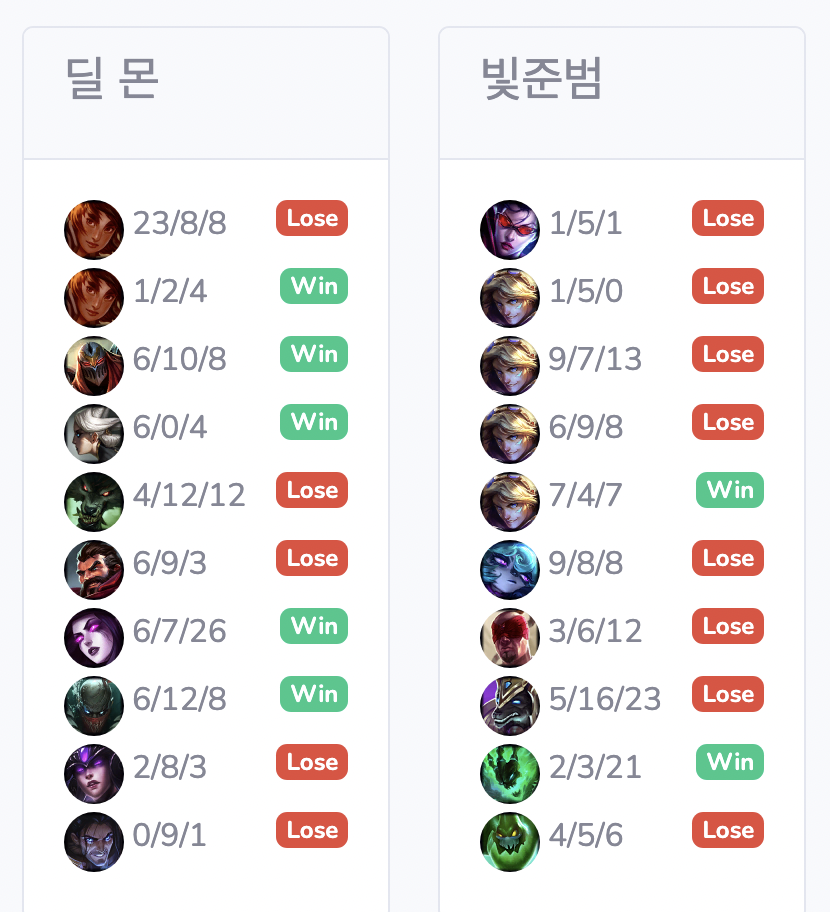 딜 몬
23/8/8 Lose
1/2/4 Win
6/10/8 Win
6/0/4 Win
4/12/12 Lose
6/9/3 Lose
6/7/26 Win
6/12/8 Win
2/8/3 Lose
0/9/1 Lose
빛준범
1/5/1 Lose
1/5/0 Lose
9/7/13 Lose
6/9/8 Lose
7/4/7 Win
9/8/8 Lose
3/6/12 Lose
5/16/23 Lose
2/3/21 Win
4/5/6 Lose